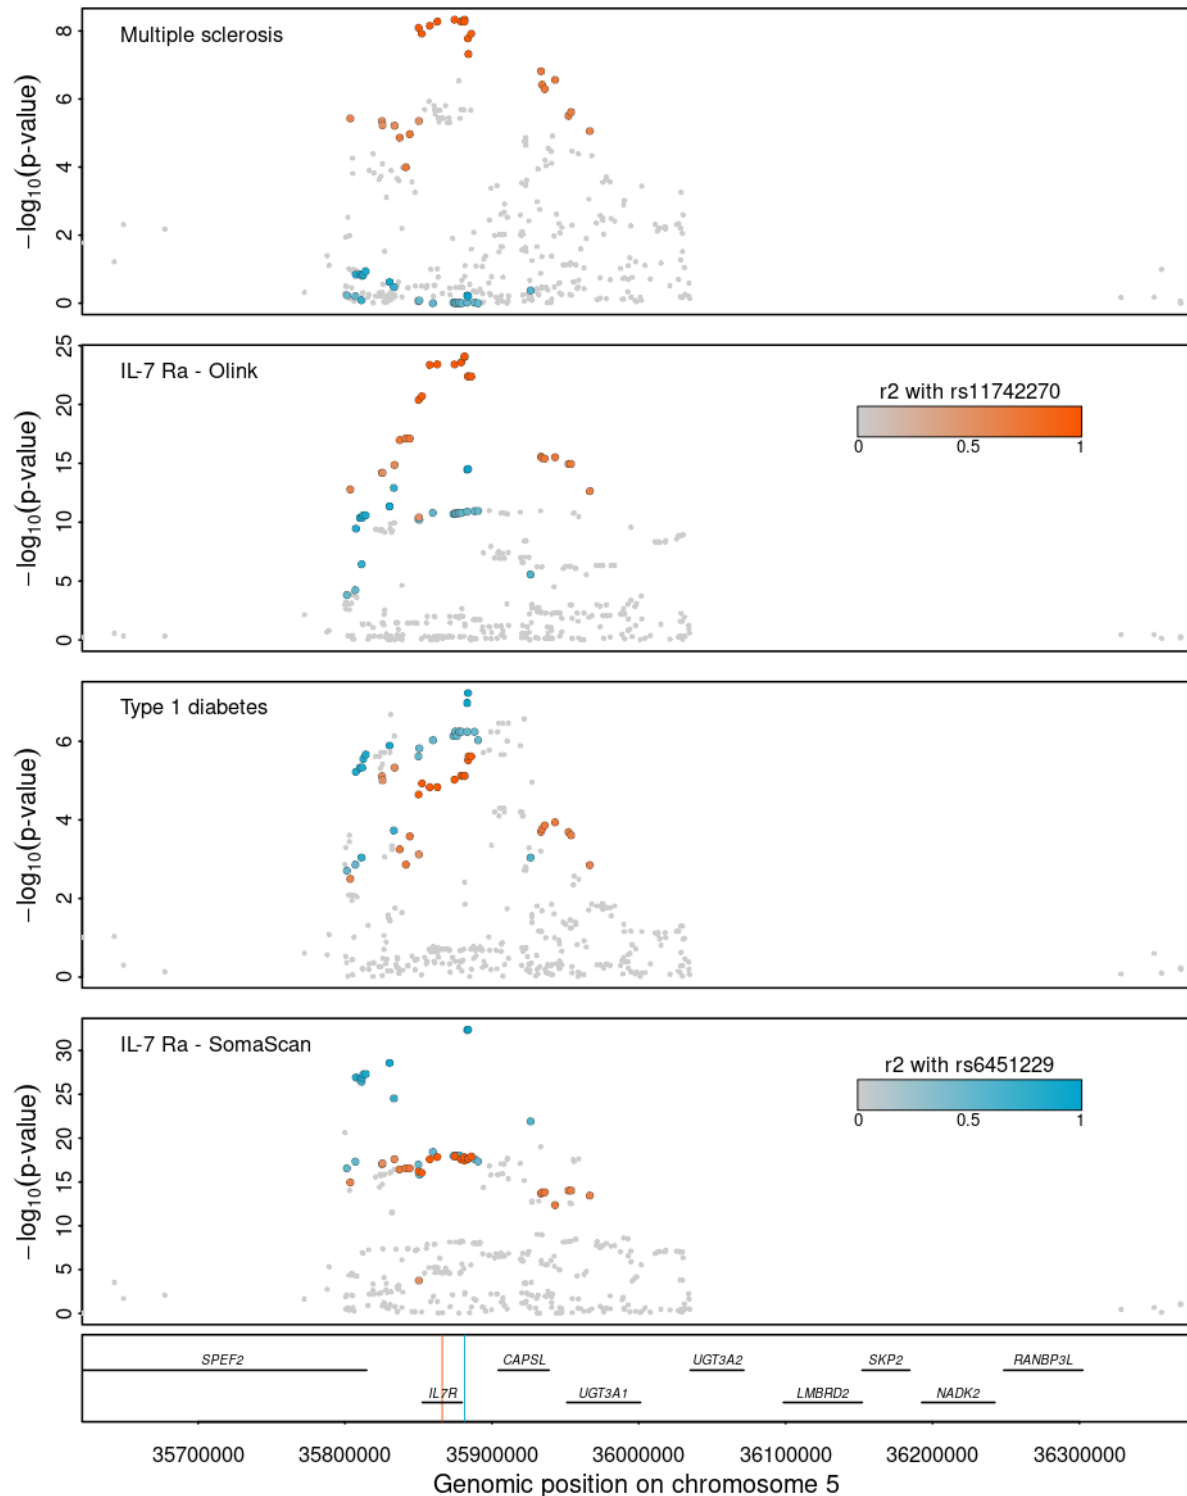 Multiple sclerosis
−log10(p-value)
8
6
4
2
0
IL-7 Ra - Olink
−log10(p-value)
25
20
15
10
5
0
r2 with rs11742270
0 0.5 1
Type 1 diabetes
−log10(p-value)
6
4
2
0
IL-7 Ra - SomaScan
−log10(p-value)
30
25
20
15
10
5
0
r2 with rs6451229
0 0.5 1
SPEF2 CAPSL UGT3A2 SKP2 RANBP3L
IL7R UGT3A1 LMBRD2 NADK2
35700000 35800000 35900000 36000000 36100000 36200000 36300000
Genomic position on chromosome 5